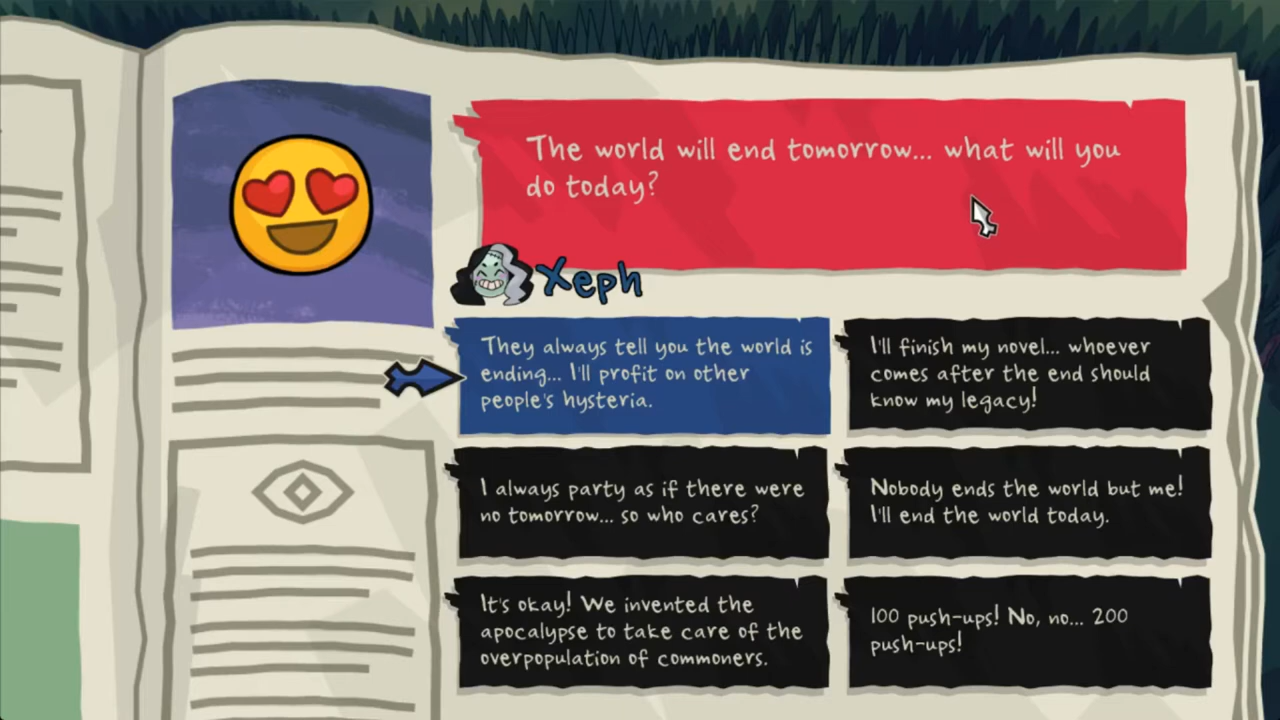 The world will end tomorrow... what will you
do today?
Xeph
They always tell you the world is
ending... I'll profit on other
people's hysteria.
I'll finish my novel... whoever
comes after the end should
know my legacy!
I always party as if there were
no tomorrow... so who cares?
Nobody ends the world but me!
I'll end the world today.
It's okay! We invented the
apocalypse to take care of the
overpopulation of commoners.
100 push-ups! No, no... 200
push-ups!